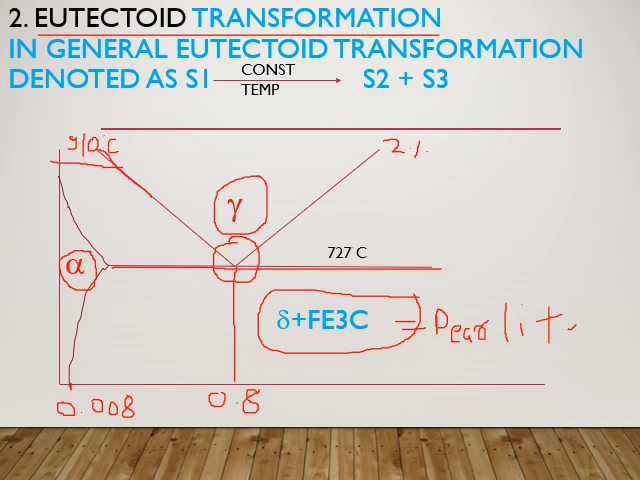 2. EUTECTOID TRANSFORMATION
IN GENERAL EUTECTOID TRANSFORMATION
DENOTED AS S1 CONST TEMP S2 + S3
910°C
2.1.
γ
727 C
α
δ+FE3C = Pearlit.
0.008
0.8